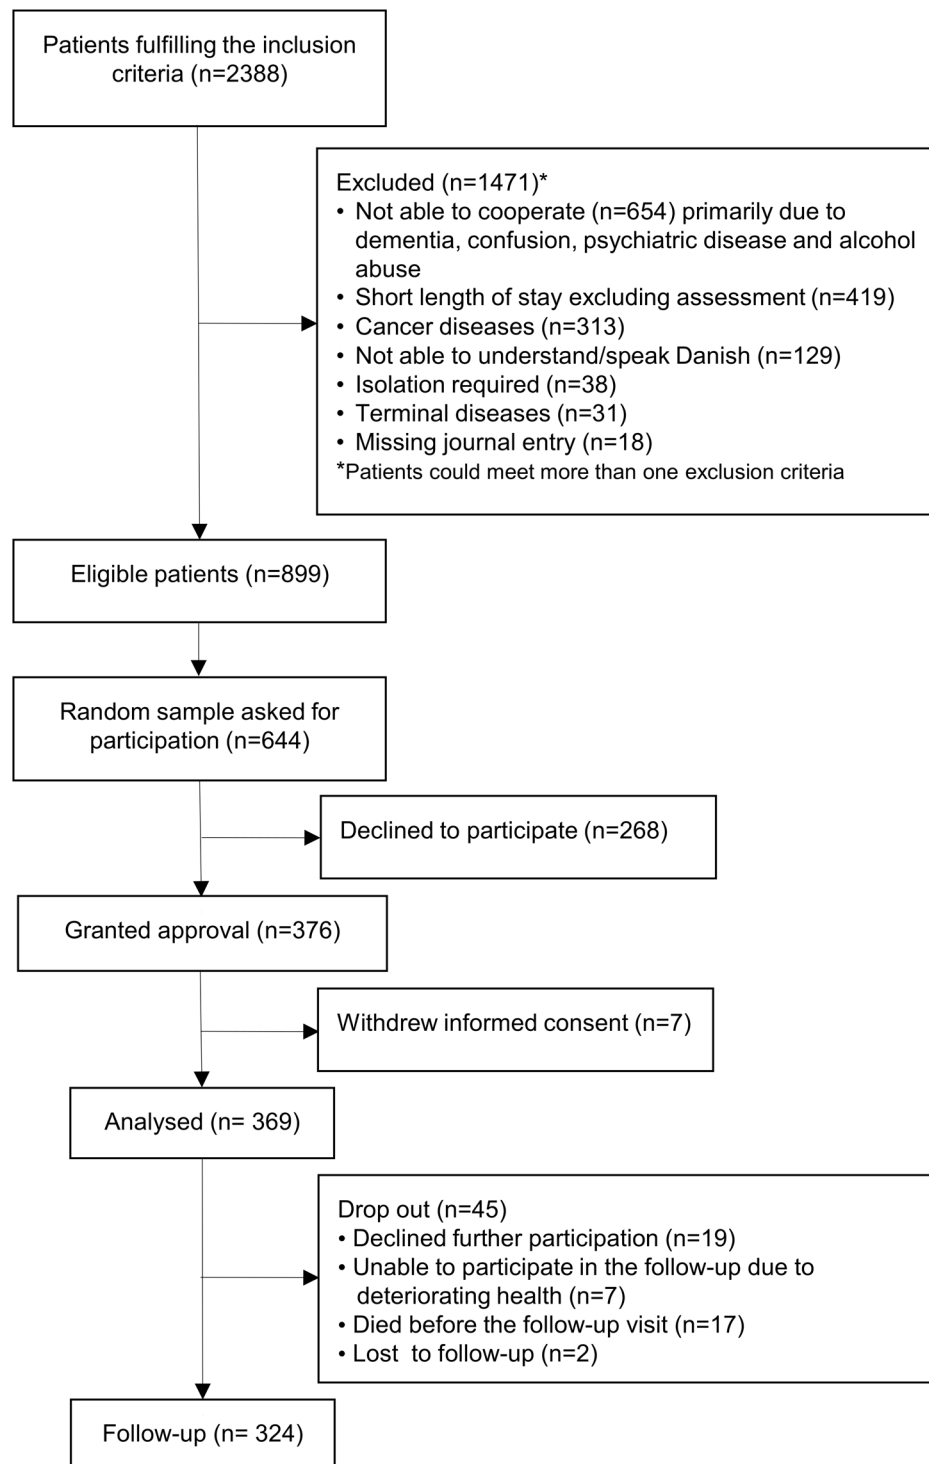 Patients fulfilling the inclusion
criteria (n=2388)
Excluded (n=1471)*
• Not able to cooperate (n=654) primarily due to
dementia, confusion, psychiatric disease and alcohol
abuse
• Short length of stay excluding assessment (n=419)
• Cancer diseases (n=313)
• Not able to understand/speak Danish (n=129)
• Isolation required (n=38)
• Terminal diseases (n=31)
• Missing journal entry (n=18)
*Patients could meet more than one exclusion criteria
Eligible patients (n=899)
Random sample asked for
participation (n=644)
Declined to participate (n=268)
Granted approval (n=376)
Withdrew informed consent (n=7)
Analysed (n= 369)
Drop out (n=45)
• Declined further participation (n=19)
• Unable to participate in the follow-up due to
deteriorating health (n=7)
• Died before the follow-up visit (n=17)
• Lost to follow-up (n=2)
Follow-up (n= 324)